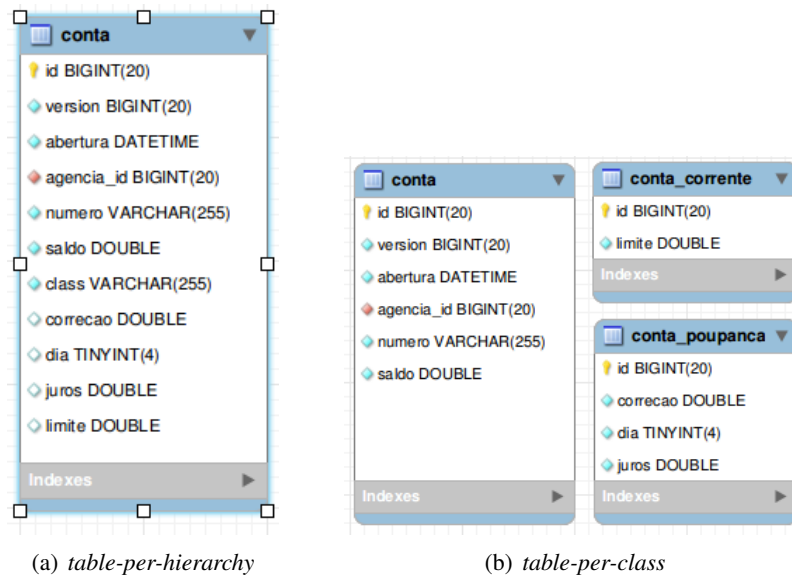 conta
id BIGINT(20)
version BIGINT(20)
abertura DATETIME
agencia_id BIGINT(20)
numero VARCHAR(255)
saldo DOUBLE
class VARCHAR(255)
correcao DOUBLE
dia TINYINT(4)
juros DOUBLE
limite DOUBLE
Indexes
(a) table-per-hierarchy
conta
id BIGINT(20)
version BIGINT(20)
abertura DATETIME
agencia_id BIGINT(20)
numero VARCHAR(255)
saldo DOUBLE
Indexes
conta_corrente
id BIGINT(20)
limite DOUBLE
Indexes
conta_poupanca
id BIGINT(20)
correcao DOUBLE
dia TINYINT(4)
juros DOUBLE
Indexes
(b) table-per-class